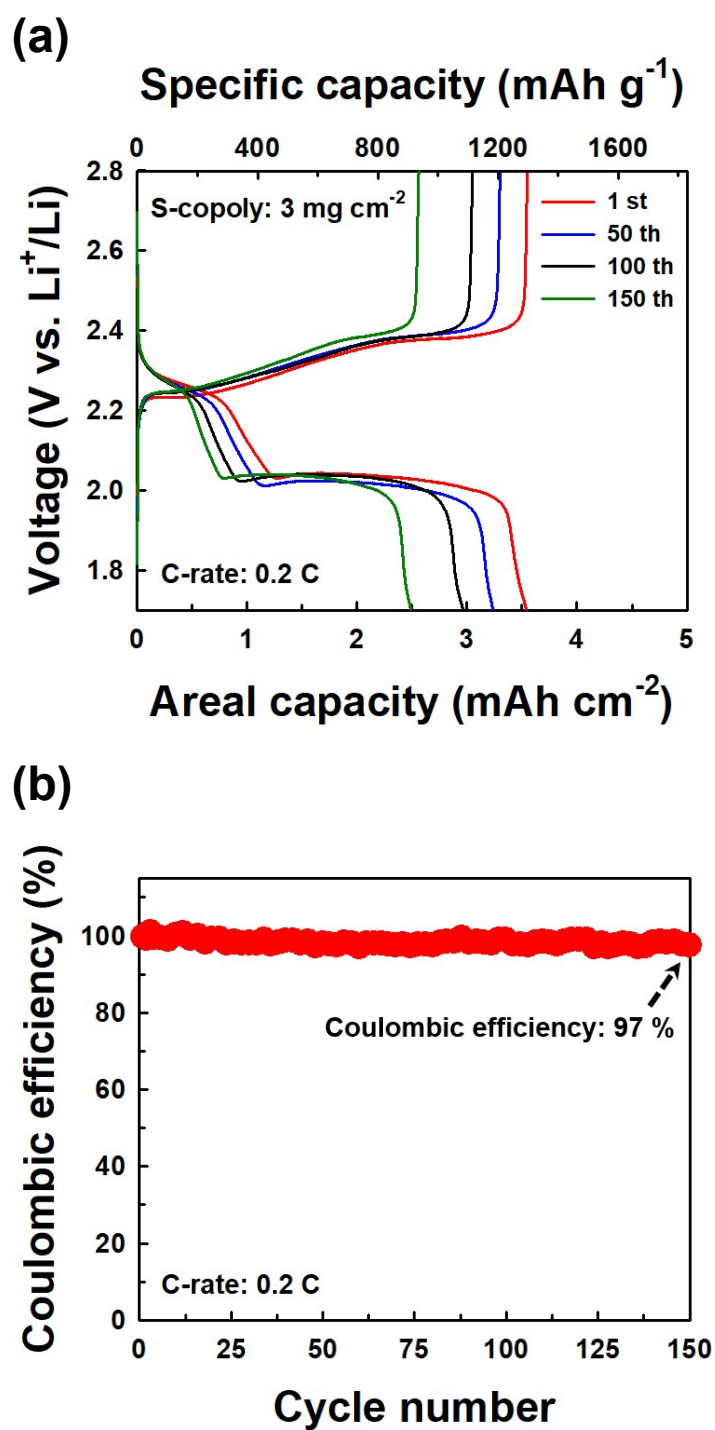 (a)
Specific capacity (mAh g⁻¹)
0 400 800 1200 1600
2.8
2.6
2.4
2.2
2.0
1.8
Voltage (V vs. Li⁺/Li)
S-copoly: 3 mg cm⁻²
1 st
50 th
100 th
150 th
C-rate: 0.2 C
0 1 2 3 4 5
Areal capacity (mAh cm⁻²)
(b)
Coulombic efficiency (%)
100
80
60
40
20
0
Coulombic efficiency: 97 %
C-rate: 0.2 C
0 25 50 75 100 125 150
Cycle number